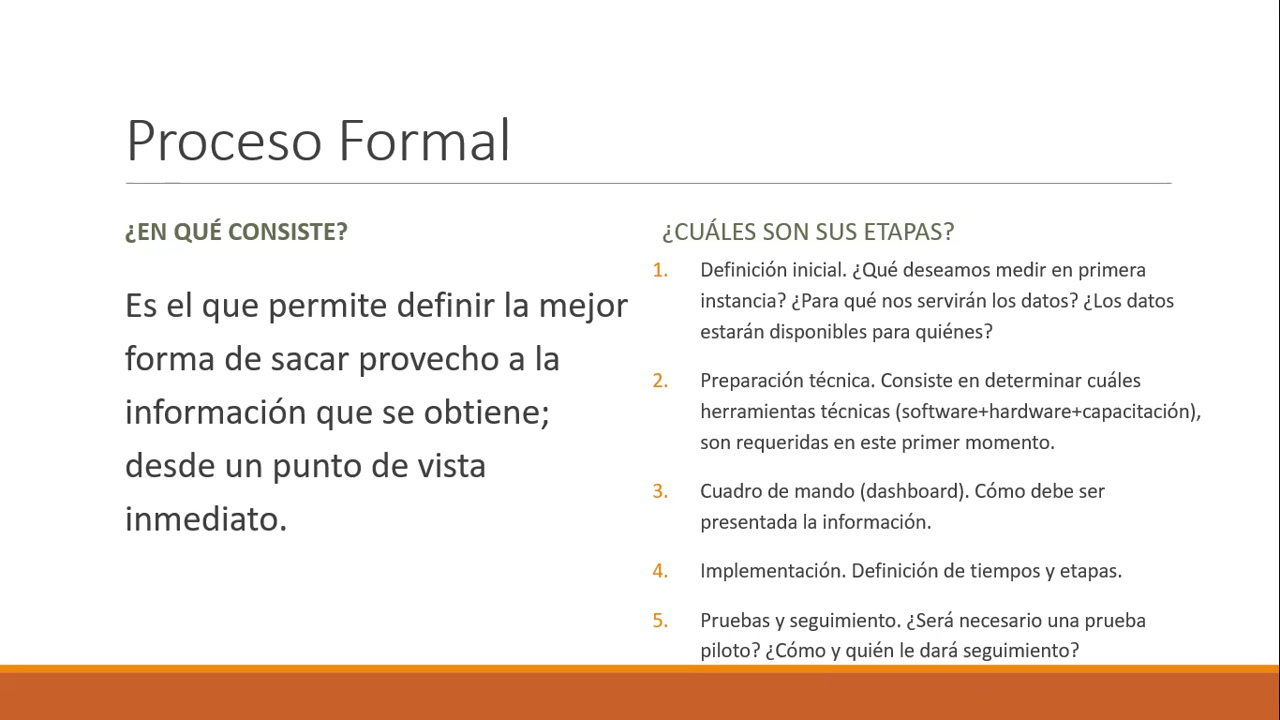 Proceso Formal
¿EN QUÉ CONSISTE?
Es el que permite definir la mejor
forma de sacar provecho a la
información que se obtiene;
desde un punto de vista
inmediato.
¿CUÁLES SON SUS ETAPAS?
1. Definición inicial. ¿Qué deseamos medir en primera
instancia? ¿Para qué nos servirán los datos? ¿Los datos
estarán disponibles para quiénes?
2. Preparación técnica. Consiste en determinar cuáles
herramientas técnicas (software+hardware+capacitación),
son requeridas en este primer momento.
3. Cuadro de mando (dashboard). Cómo debe ser
presentada la información.
4. Implementación. Definición de tiempos y etapas.
5. Pruebas y seguimiento. ¿Será necesario una prueba
piloto? ¿Cómo y quién le dará seguimiento?